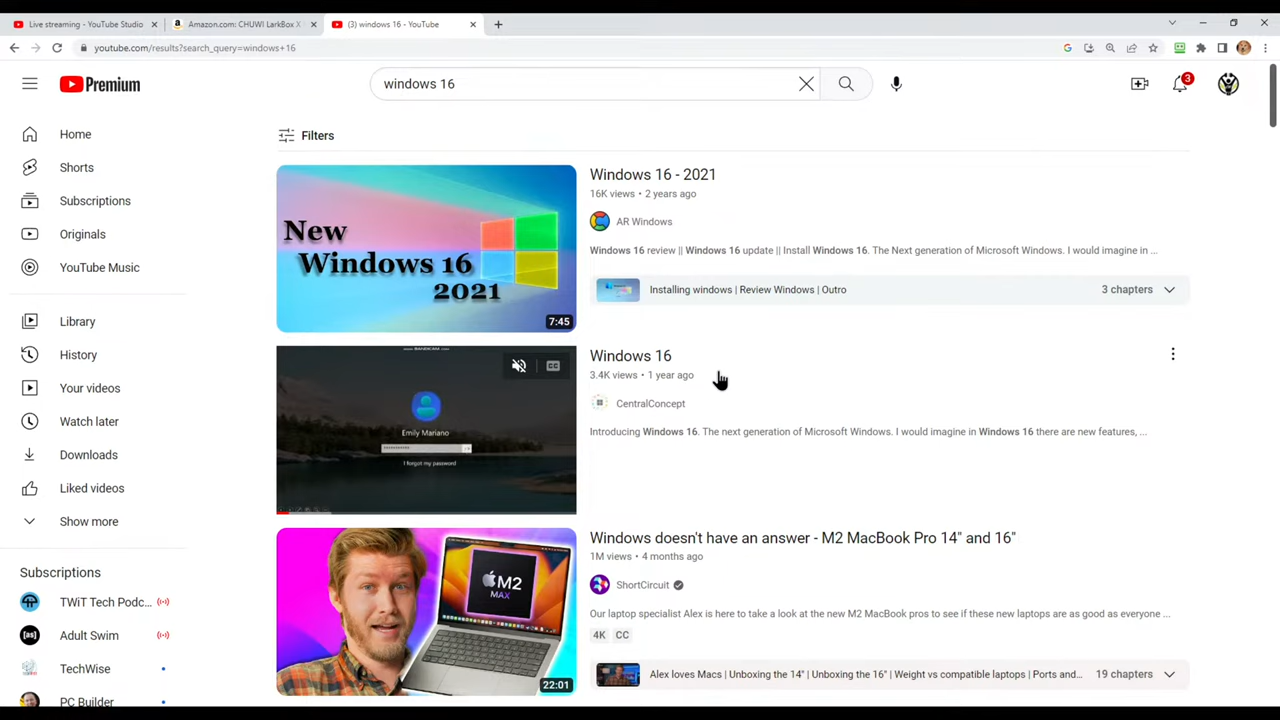 Live streaming - YouTube Studio
Amazon.com: CHUWI LarkBox X
(3) windows 16 - YouTube
youtube.com/results?search_query=windows+16
Premium
windows 16
3
Home
Shorts
Subscriptions
Originals
YouTube Music
Library
History
Your videos
Watch later
Downloads
Liked videos
Show more
Subscriptions
TWiT Tech Podc...
Adult Swim
[as]
TechWise
PC Builder
Filters
New
Windows 16
2021
7:45
Windows 16 - 2021
16K views • 2 years ago
AR Windows
Windows 16 review || Windows 16 update || Install Windows 16. The Next generation of Microsoft Windows. I would imagine in ...
Installing windows | Review Windows | Outro
3 chapters
BANDICAM
CC
Emily Mariano
I forgot my password
Windows 16
3.4K views • 1 year ago
CentralConcept
Introducing Windows 16. The next generation of Microsoft Windows. I would imagine in Windows 16 there are new features, ...
M2
MAX
22:01
Windows doesn't have an answer - M2 MacBook Pro 14" and 16"
1M views • 4 months ago
ShortCircuit
Our laptop specialist Alex is here to take a look at the new M2 MacBook pros to see if these new laptops are as good as everyone ...
4K CC
Alex loves Macs | Unboxing the 14" | Unboxing the 16" | Weight vs compatible laptops | Ports and...
19 chapters